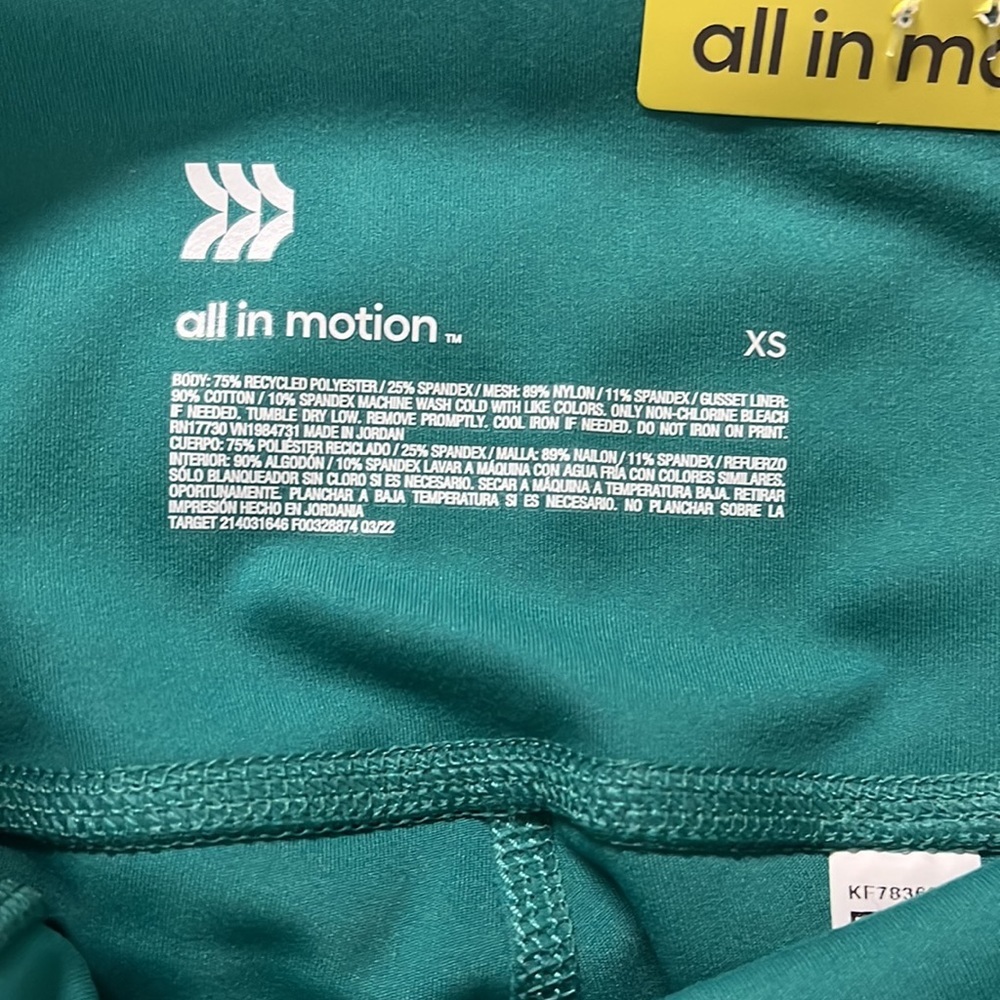 all in
all in motion™
XS
BODY: 75% RECYCLED POLYESTER / 25% SPANDEX / MESH: 89% NYLON / 11% SPANDEX / GUSSET LINER:
90% COTTON / 10% SPANDEX MACHINE WASH COLD WITH LIKE COLORS. ONLY NON-CHLORINE BLEACH
IF NEEDED. TUMBLE DRY LOW. REMOVE PROMPTLY. COOL IRON IF NEEDED. DO NOT IRON ON PRINT.
RN17730 VN1984731 MADE IN JORDAN
CUERPO: 75% POLIÉSTER RECICLADO / 25% SPANDEX / MALLA: 89% NAILON / 11% SPANDEX / REFUERZO
INTERIOR: 90% ALGODÓN / 10% SPANDEX LAVAR A MÁQUINA CON AGUA FRÍA CON COLORES SIMILARES.
SÓLO BLANQUEADOR SIN CLORO SI ES NECESARIO. SECAR A MÁQUINA A TEMPERATURA BAJA. RETIRAR
OPORTUNAMENTE. PLANCHAR A BAJA TEMPERATURA SI ES NECESARIO. NO PLANCHAR SOBRE LA
IMPRESIÓN HECHO EN JORDANIA
TARGET 214031646 F00328874 03/22